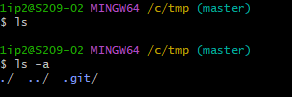 1ip2@S209-02 MINGW64 /c/tmp (master)
$ ls
1ip2@S209-02 MINGW64 /c/tmp (master)
$ ls -a
./ ../ .git/